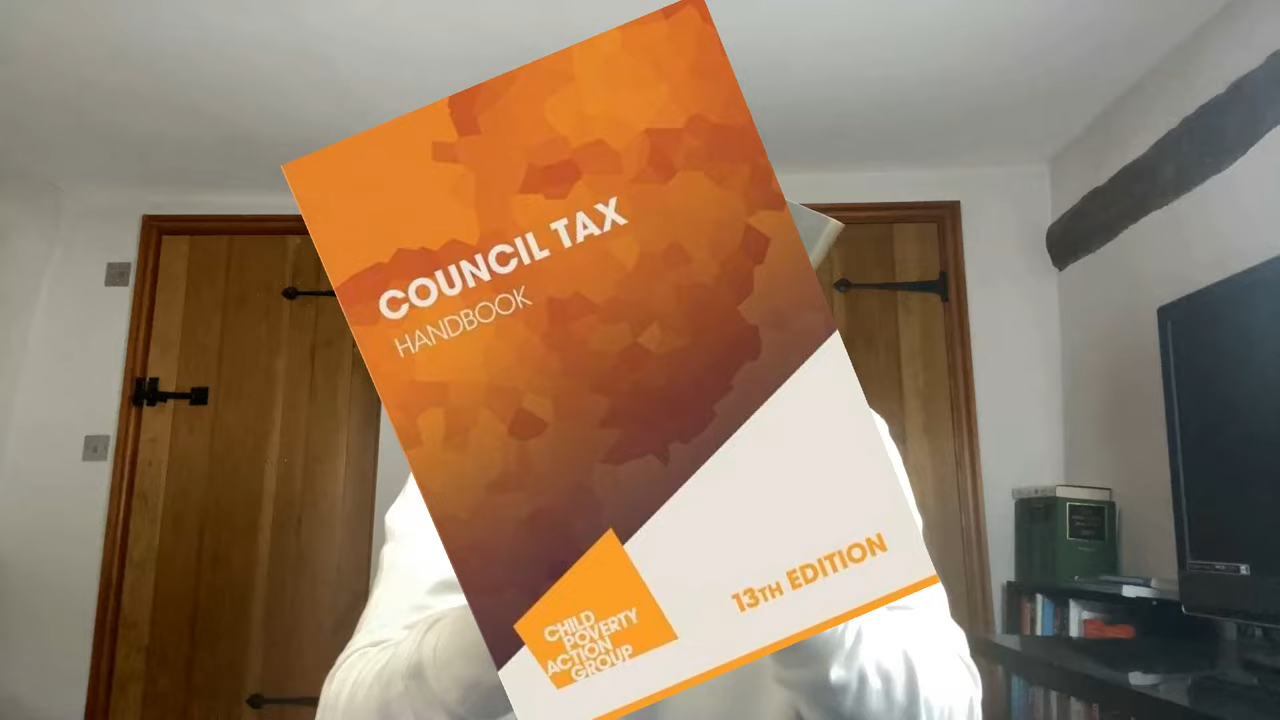 COUNCIL TAX
HANDBOOK
13TH EDITION
CHILD
POVERTY
ACTION
GROUP